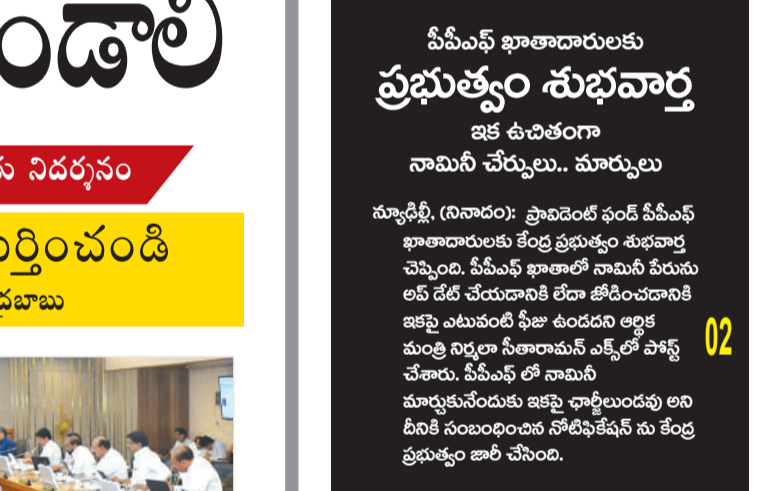 నిదర్శనం
పీపీఎఫ్ ఖాతాదారులకు
ప్రభుత్వం శుభవార్త
ఇక ఉచితంగా
నామినీ చేర్పులు.. మార్పులు
న్యూఢిల్లీ, (నినాదం): ప్రావిడెంట్ ఫండ్ పీపీఎఫ్
ఖాతాదారులకు కేంద్ర ప్రభుత్వం శుభవార్త
చెప్పింది. పీపీఎఫ్ ఖాతాలో నామినీ పేరును
అప్ డేట్ చేయడానికి లేదా జోడించడానికి
ఇకపై ఎటువంటి ఫీజు ఉండదని ఆర్థిక
మంత్రి నిర్మలా సీతారామన్ ఎక్స్‌లో పోస్ట్
చేశారు. పీపీఎఫ్ లో నామినీ
మార్చుకునేందుకు ఇకపై ఛార్జీలుండవు అని
దీనికి సంబంధించిన నోటిఫికేషన్ ను కేంద్ర
ప్రభుత్వం జారీ చేసింది.
02